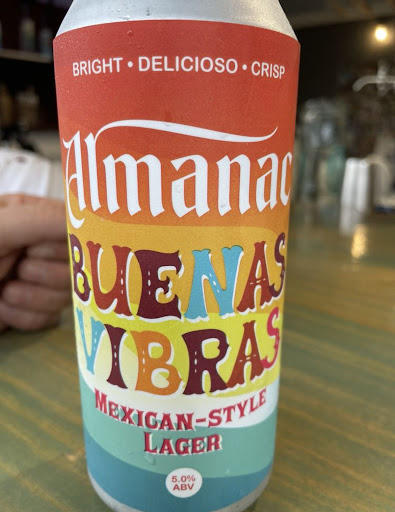 BRIGHT • DELICIOSO • CRISP
Almanac
BUENAS
VIBRAS
MEXICAN-STYLE
LAGER
5.0%
ABV